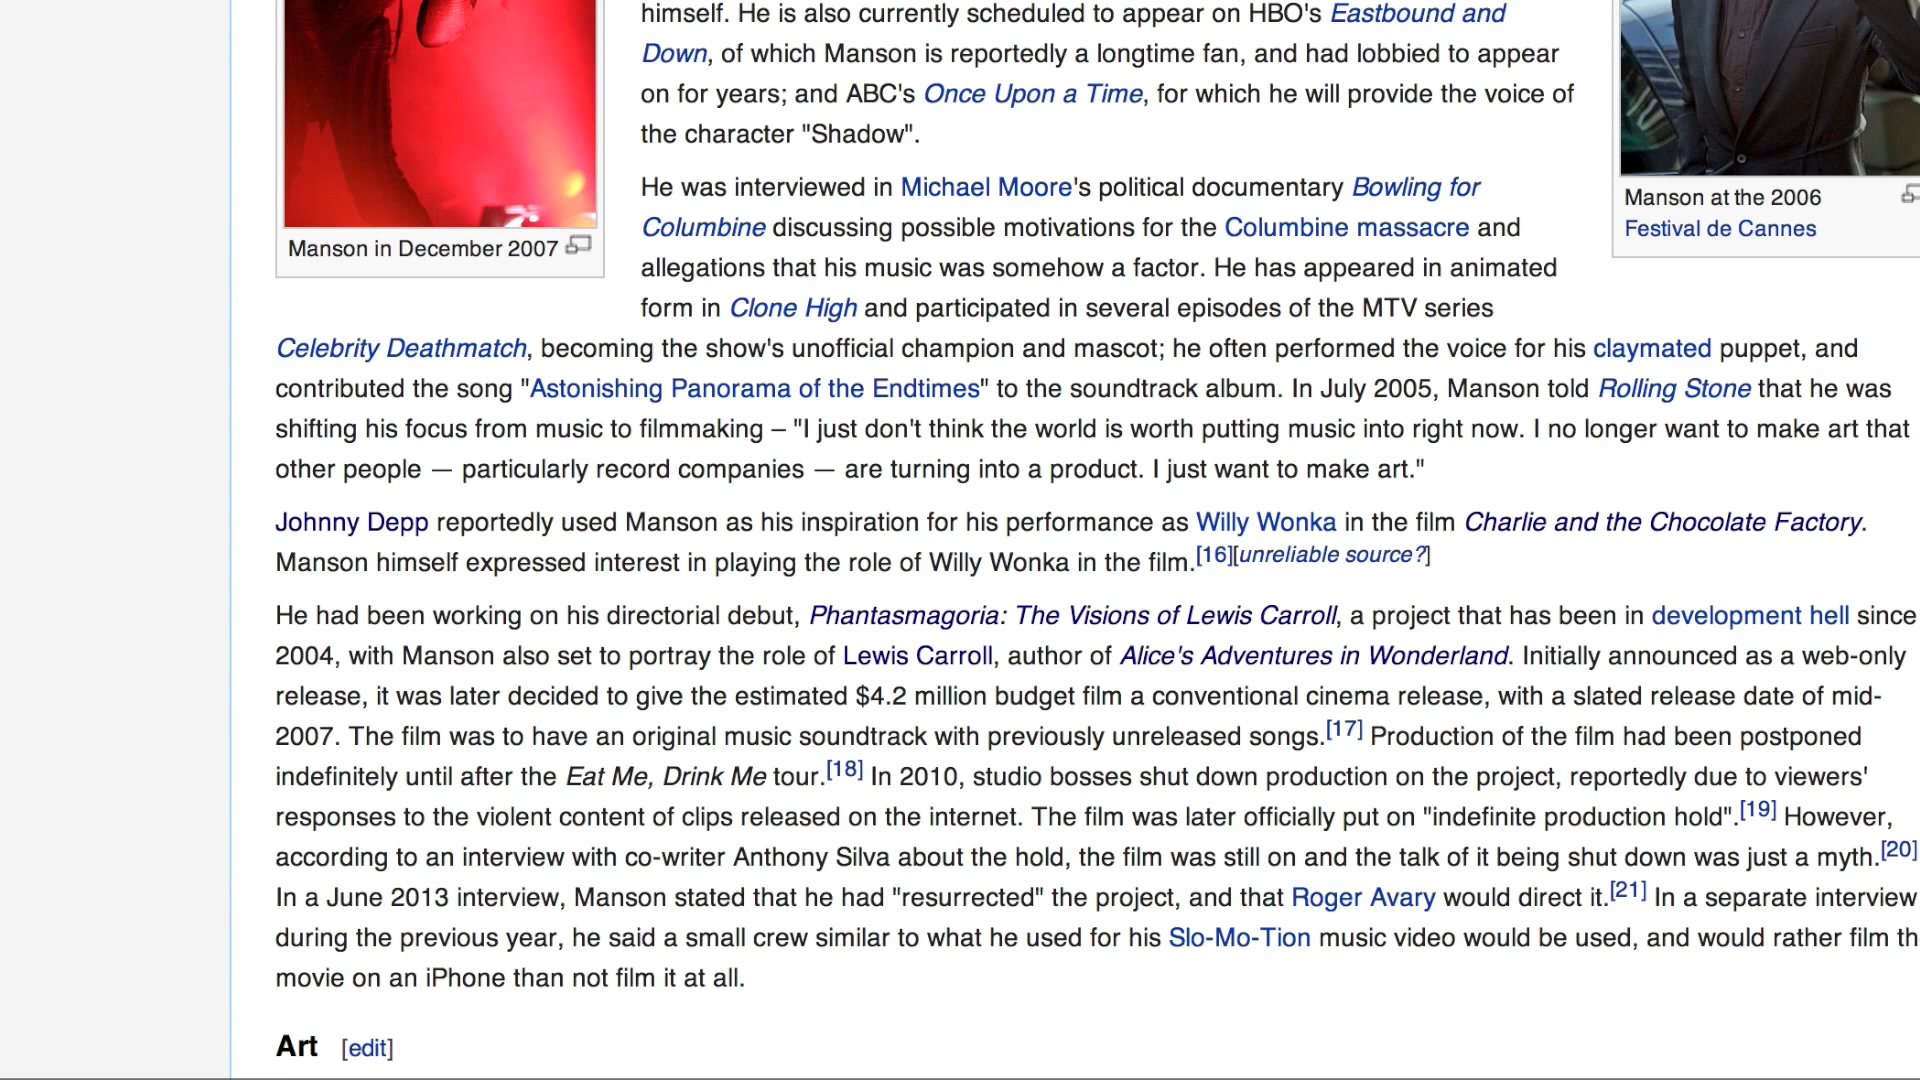 himself. He is also currently scheduled to appear on HBO's Eastbound and
Down, of which Manson is reportedly a longtime fan, and had lobbied to appear
on for years; and ABC's Once Upon a Time, for which he will provide the voice of
the character "Shadow".
He was interviewed in Michael Moore's political documentary Bowling for
Columbine discussing possible motivations for the Columbine massacre and
allegations that his music was somehow a factor. He has appeared in animated
form in Clone High and participated in several episodes of the MTV series
Manson in December 2007
Manson at the 2006
Festival de Cannes
Celebrity Deathmatch, becoming the show's unofficial champion and mascot; he often performed the voice for his claymated puppet, and
contributed the song "Astonishing Panorama of the Endtimes" to the soundtrack album. In July 2005, Manson told Rolling Stone that he was
shifting his focus from music to filmmaking – "I just don't think the world is worth putting music into right now. I no longer want to make art that
other people — particularly record companies — are turning into a product. I just want to make art."
Johnny Depp reportedly used Manson as his inspiration for his performance as Willy Wonka in the film Charlie and the Chocolate Factory.
Manson himself expressed interest in playing the role of Willy Wonka in the film.[16][unreliable source?]
He had been working on his directorial debut, Phantasmagoria: The Visions of Lewis Carroll, a project that has been in development hell since
2004, with Manson also set to portray the role of Lewis Carroll, author of Alice's Adventures in Wonderland. Initially announced as a web-only
release, it was later decided to give the estimated $4.2 million budget film a conventional cinema release, with a slated release date of mid-
2007. The film was to have an original music soundtrack with previously unreleased songs.[17] Production of the film had been postponed
indefinitely until after the Eat Me, Drink Me tour.[18] In 2010, studio bosses shut down production on the project, reportedly due to viewers'
responses to the violent content of clips released on the internet. The film was later officially put on "indefinite production hold".[19] However,
according to an interview with co-writer Anthony Silva about the hold, the film was still on and the talk of it being shut down was just a myth.[20]
In a June 2013 interview, Manson stated that he had "resurrected" the project, and that Roger Avary would direct it.[21] In a separate interview
during the previous year, he said a small crew similar to what he used for his Slo-Mo-Tion music video would be used, and would rather film th
movie on an iPhone than not film it at all.
Art [edit]